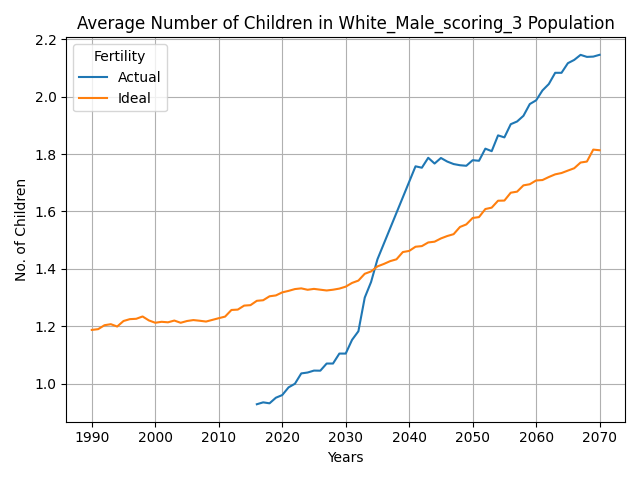 Average Number of Children in White_Male_scoring_3 Population
Fertility
Actual
Ideal
No. of Children
2.2
2.0
1.8
1.6
1.4
1.2
1.0
1990 2000 2010 2020 2030 2040 2050 2060 2070
Years